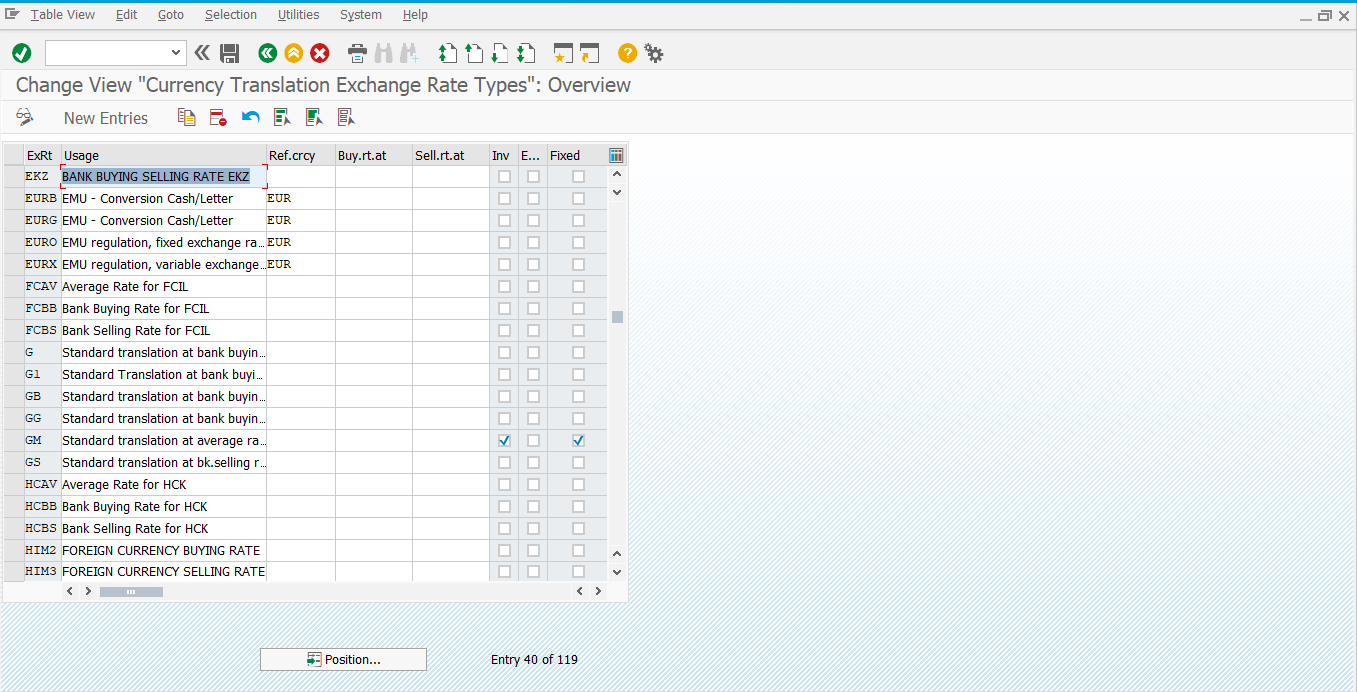 Table View Edit Goto Selection Utilities System Help
Change View "Currency Translation Exchange Rate Types": Overview
New Entries
ExRt Usage Ref.crcy Buy.rt.at Sell.rt.at Inv E... Fixed
EKZ BANK BUYING SELLING RATE EKZ
EURB EMU - Conversion Cash/Letter EUR
EURG EMU - Conversion Cash/Letter EUR
EURO EMU regulation, fixed exchange ra... EUR
EURX EMU regulation, variable exchange... EUR
FCAV Average Rate for FCIL
FCBB Bank Buying Rate for FCIL
FCBS Bank Selling Rate for FCIL
G Standard translation at bank buyin...
G1 Standard Translation at bank buyi...
GB Standard translation at bank buyin...
GG Standard translation at bank buyin...
GM Standard translation at average ra...
GS Standard translation at bk.selling r...
HCAV Average Rate for HCK
HCBB Bank Buying Rate for HCK
HCBS Bank Selling Rate for HCK
HIM2 FOREIGN CURRENCY BUYING RATE
HIM3 FOREIGN CURRENCY SELLING RATE
Position... Entry 40 of 119